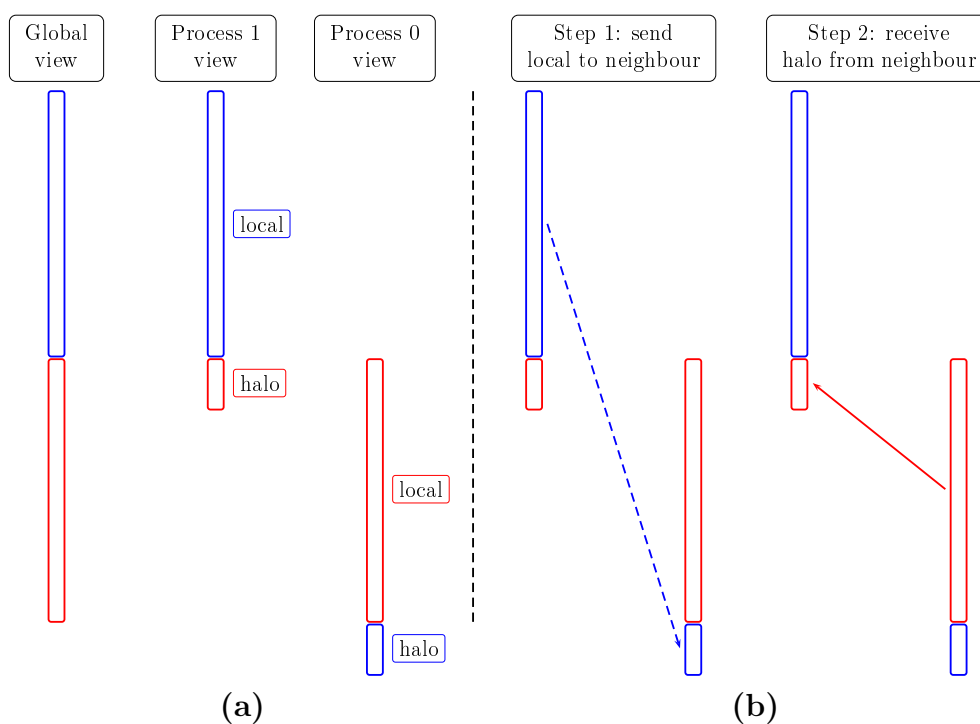 Global
view
Process 1
view
Process 0
view
Step 1: send
local to neighbour
Step 2: receive
halo from neighbour
local
halo
local
halo
(a)
(b)